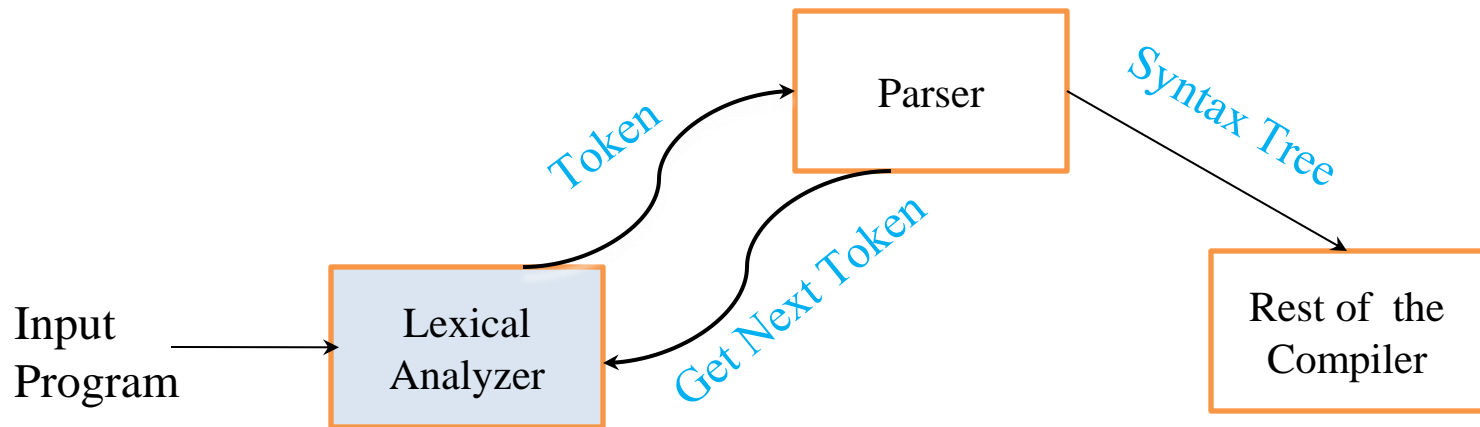 Parser
Syntax Tree
Token
Get Next Token
Input
Program
Lexical
Analyzer
Rest of the
Compiler